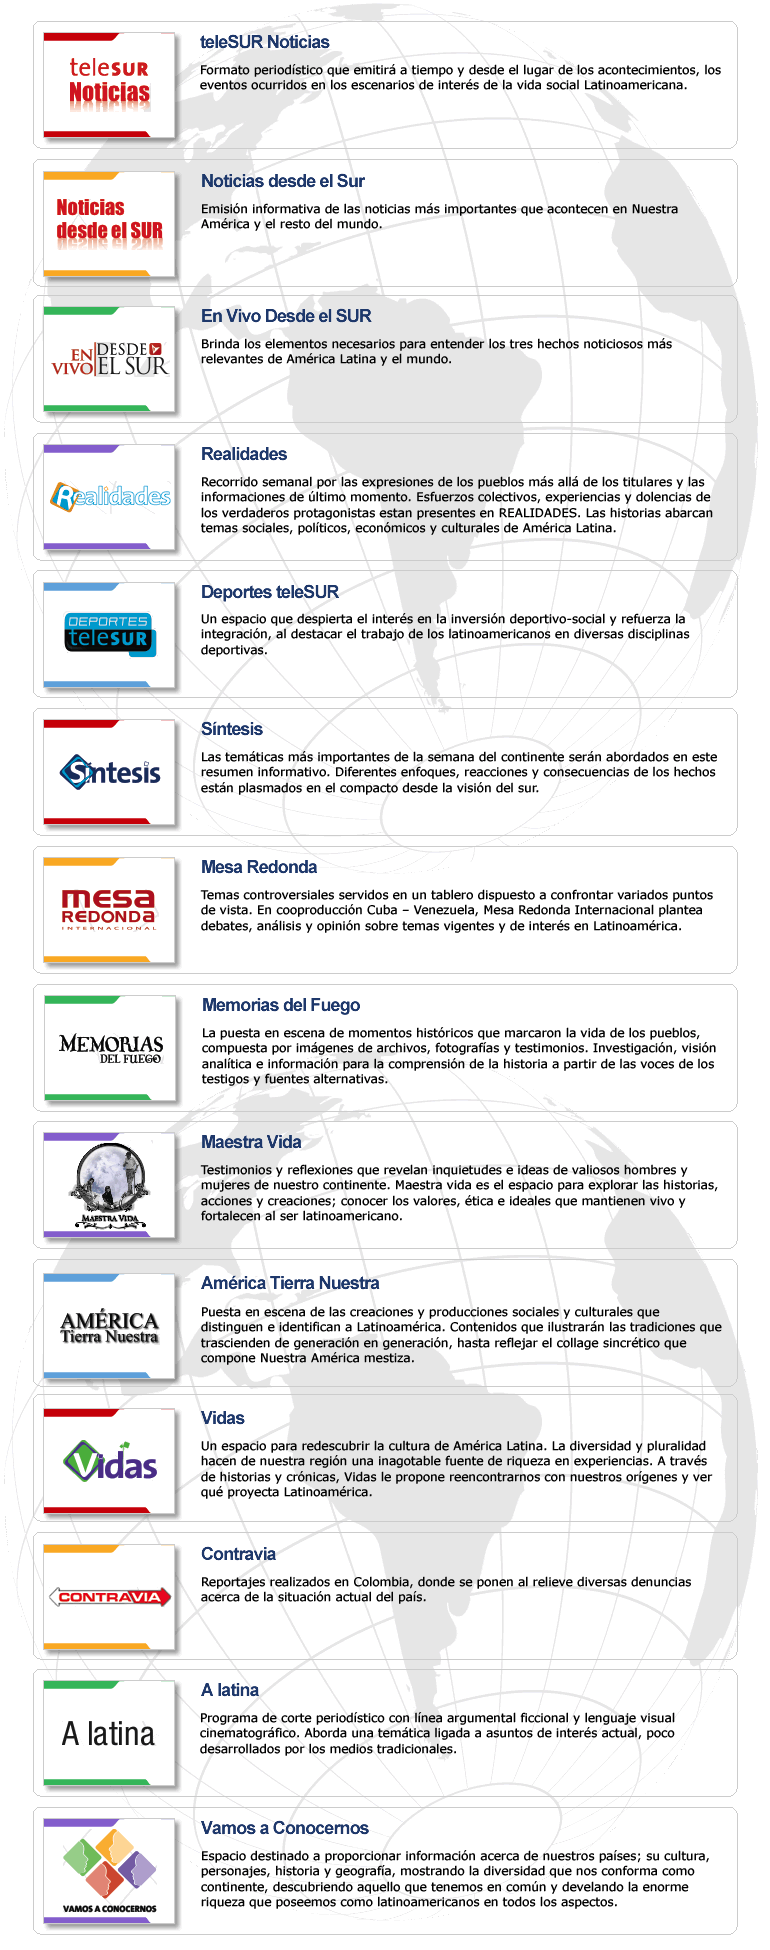 teleSUR
Noticias
teleSUR Noticias
Formato periodístico que emitirá a tiempo y desde el lugar de los acontecimientos, los
eventos ocurridos en los escenarios de interés de la vida social Latinoamericana.
Noticias
desde el SUR
Noticias desde el Sur
Emisión informativa de las noticias más importantes que acontecen en Nuestra
América y el resto del mundo.
EN VIVO
DESDE EL SUR
En Vivo Desde el SUR
Brinda los elementos necesarios para entender los tres hechos noticiosos más
relevantes de América Latina y el mundo.
Realidades
Realidades
Recorrido semanal por las expresiones de los pueblos más allá de los titulares y las
informaciones de último momento. Esfuerzos colectivos, experiencias y dolencias de
los verdaderos protagonistas estan presentes en REALIDADES. Las historias abarcan
temas sociales, políticos, económicos y culturales de América Latina.
DEPORTES
teleSUR
Deportes teleSUR
Un espacio que despierta el interés en la inversión deportivo-social y refuerza la
integración, al destacar el trabajo de los latinoamericanos en diversas disciplinas
deportivas.
Síntesis
Síntesis
Las temáticas más importantes de la semana del continente serán abordados en este
resumen informativo. Diferentes enfoques, reacciones y consecuencias de los hechos
están plasmados en el compacto desde la visión del sur.
mesa
REDONDA
INTERNACIONAL
Mesa Redonda
Temas controversiales servidos en un tablero dispuesto a confrontar variados puntos
de vista. En cooproducción Cuba – Venezuela, Mesa Redonda Internacional plantea
debates, análisis y opinión sobre temas vigentes y de interés en Latinoamérica.
MEMORIAS
DEL FUEGO
Memorias del Fuego
La puesta en escena de momentos históricos que marcaron la vida de los pueblos,
compuesta por imágenes de archivos, fotografías y testimonios. Investigación, visión
analítica e información para la comprensión de la historia a partir de las voces de los
testigos y fuentes alternativas.
MAESTRA VIDA
Maestra Vida
Testimonios y reflexiones que revelan inquietudes e ideas de valiosos hombres y
mujeres de nuestro continente. Maestra vida es el espacio para explorar las historias,
acciones y creaciones; conocer los valores, ética e ideales que mantienen vivo y
fortalecen al ser latinoamericano.
AMÉRICA
Tierra Nuestra
América Tierra Nuestra
Puesta en escena de las creaciones y producciones sociales y culturales que
distinguen e identifican a Latinoamérica. Contenidos que ilustrarán las tradiciones que
trascienden de generación en generación, hasta reflejar el collage sincrético que
compone Nuestra América mestiza.
Vidas
Vidas
Un espacio para redescubrir la cultura de América Latina. La diversidad y pluralidad
hacen de nuestra región una inagotable fuente de riqueza en experiencias. A través
de historias y crónicas, Vidas le propone reencontrarnos con nuestros orígenes y ver
qué proyecta Latinoamérica.
CONTRAVIA
Contravia
Reportajes realizados en Colombia, donde se ponen al relieve diversas denuncias
acerca de la situación actual del país.
A latina
A latina
Programa de corte periodístico con línea argumental ficcional y lenguaje visual
cinematográfico. Aborda una temática ligada a asuntos de interés actual, poco
desarrollados por los medios tradicionales.
VAMOS A CONOCERNOS
Vamos a Conocernos
Espacio destinado a proporcionar información acerca de nuestros países; su cultura,
personajes, historia y geografía, mostrando la diversidad que nos conforma como
continente, descubriendo aquello que tenemos en común y develando la enorme
riqueza que poseemos como latinoamericanos en todos los aspectos.